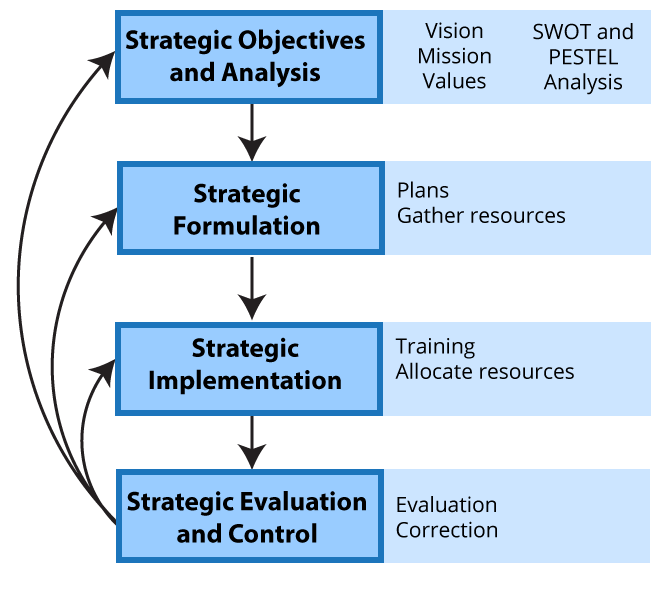 Strategic Objectives
and Analysis
Vision
Mission
Values
SWOT and
PESTEL
Analysis
Strategic
Formulation
Plans
Gather resources
Strategic
Implementation
Training
Allocate resources
Strategic Evaluation
and Control
Evaluation
Correction